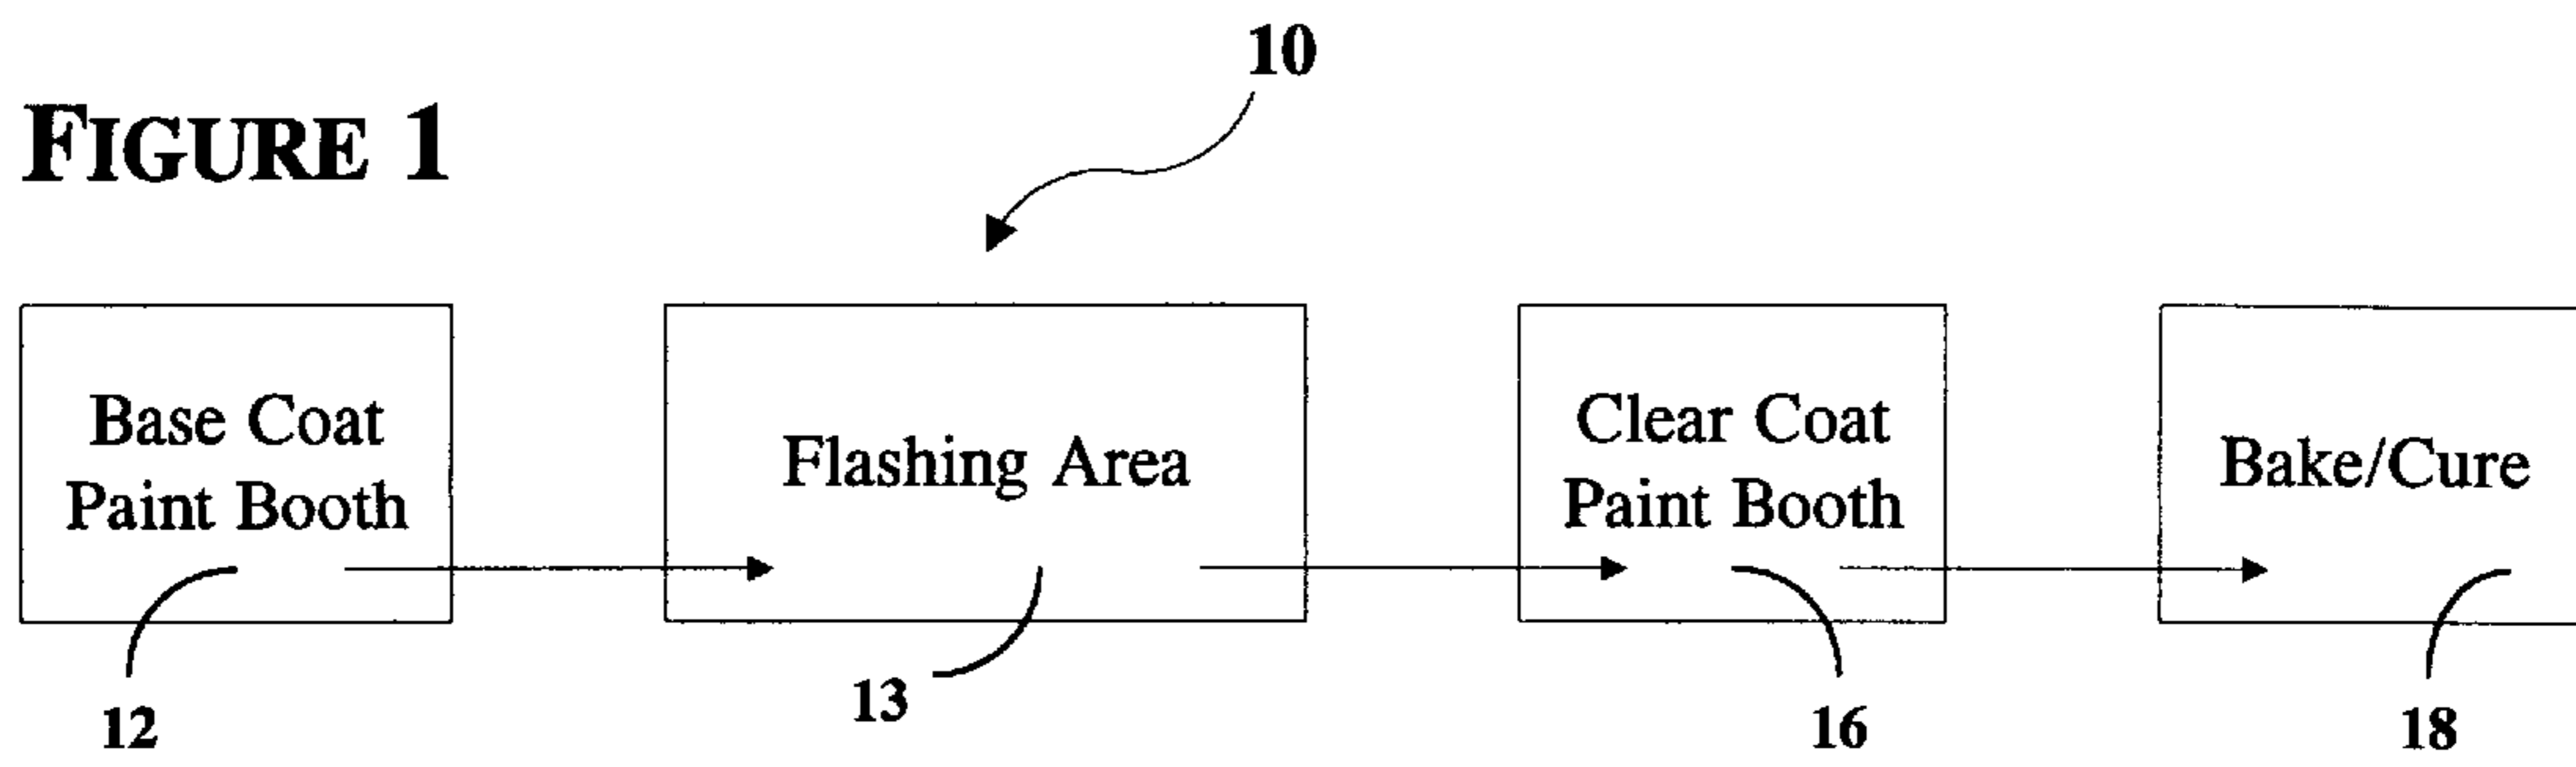 10
FIGURE 1
Base Coat
Paint Booth
Flashing Area
Clear Coat
Paint Booth
Bake/Cure
12
13
16
18